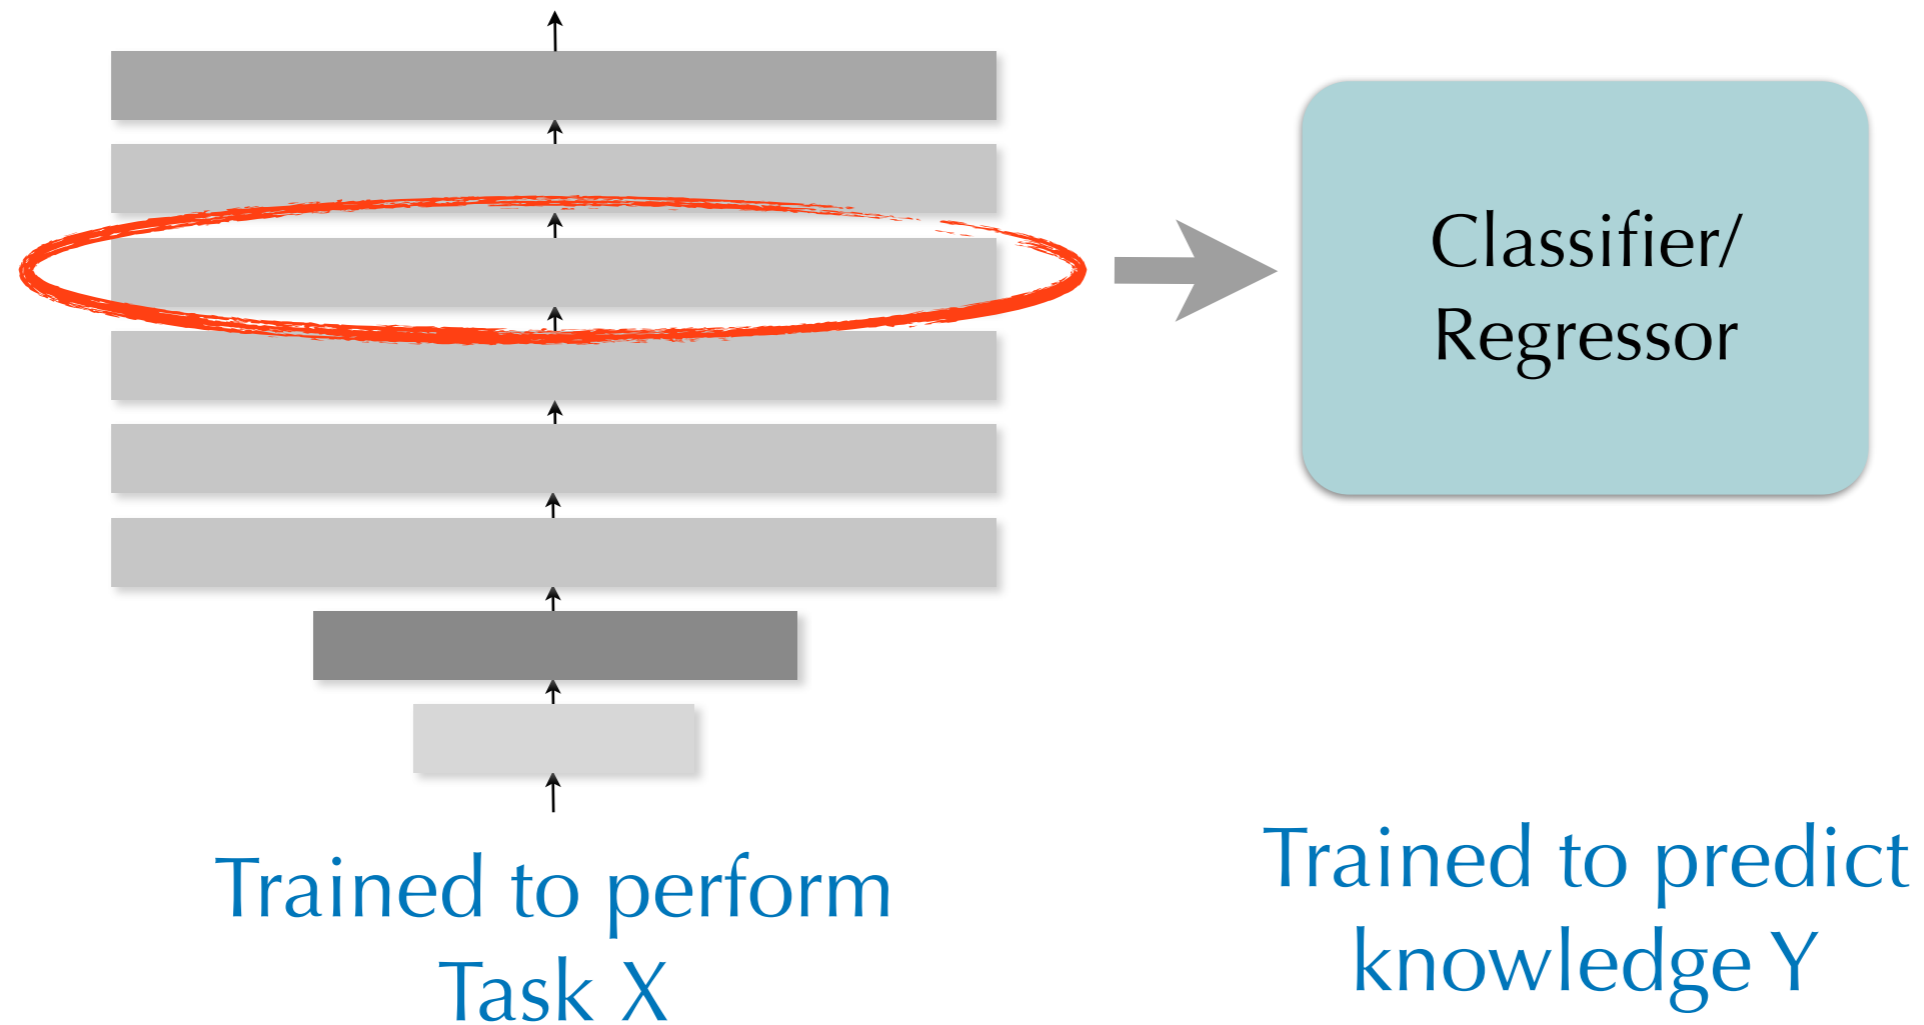 Classifier/
Regressor
Trained to perform
Task X
Trained to predict
knowledge Y